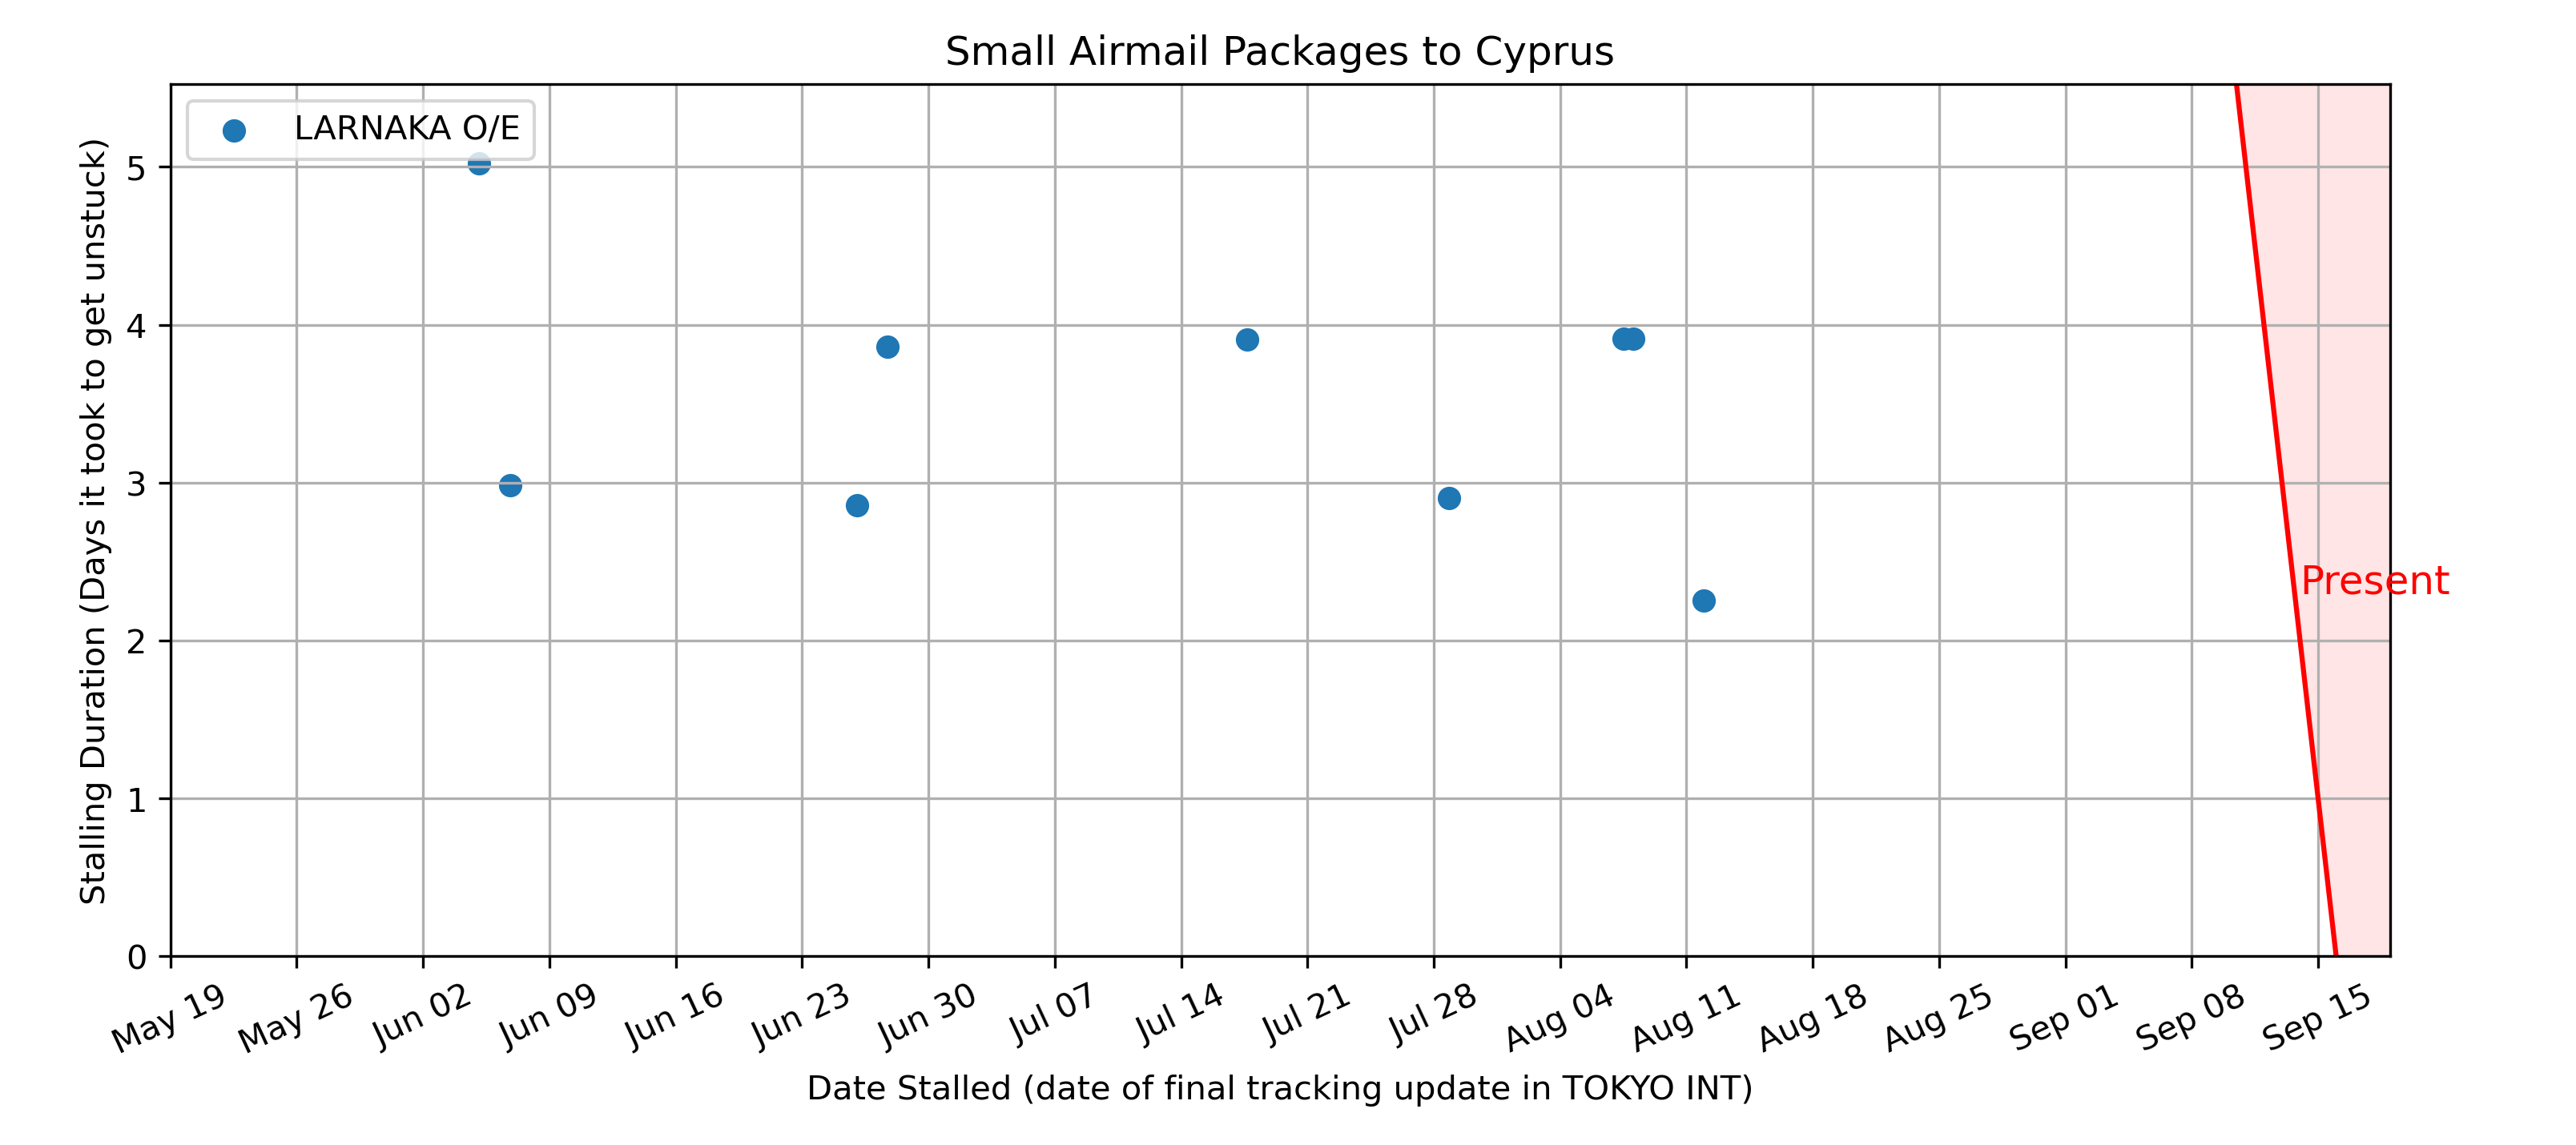 Small Airmail Packages to Cyprus
LARNAKA O/E
Stalling Duration (Days it took to get unstuck)
5
4
3
2
1
0
Present
May 19
May 26
Jun 02
Jun 09
Jun 16
Jun 23
Jun 30
Jul 07
Jul 14
Jul 21
Jul 28
Aug 04
Aug 11
Aug 18
Aug 25
Sep 01
Sep 08
Sep 15
Date Stalled (date of final tracking update in TOKYO INT)